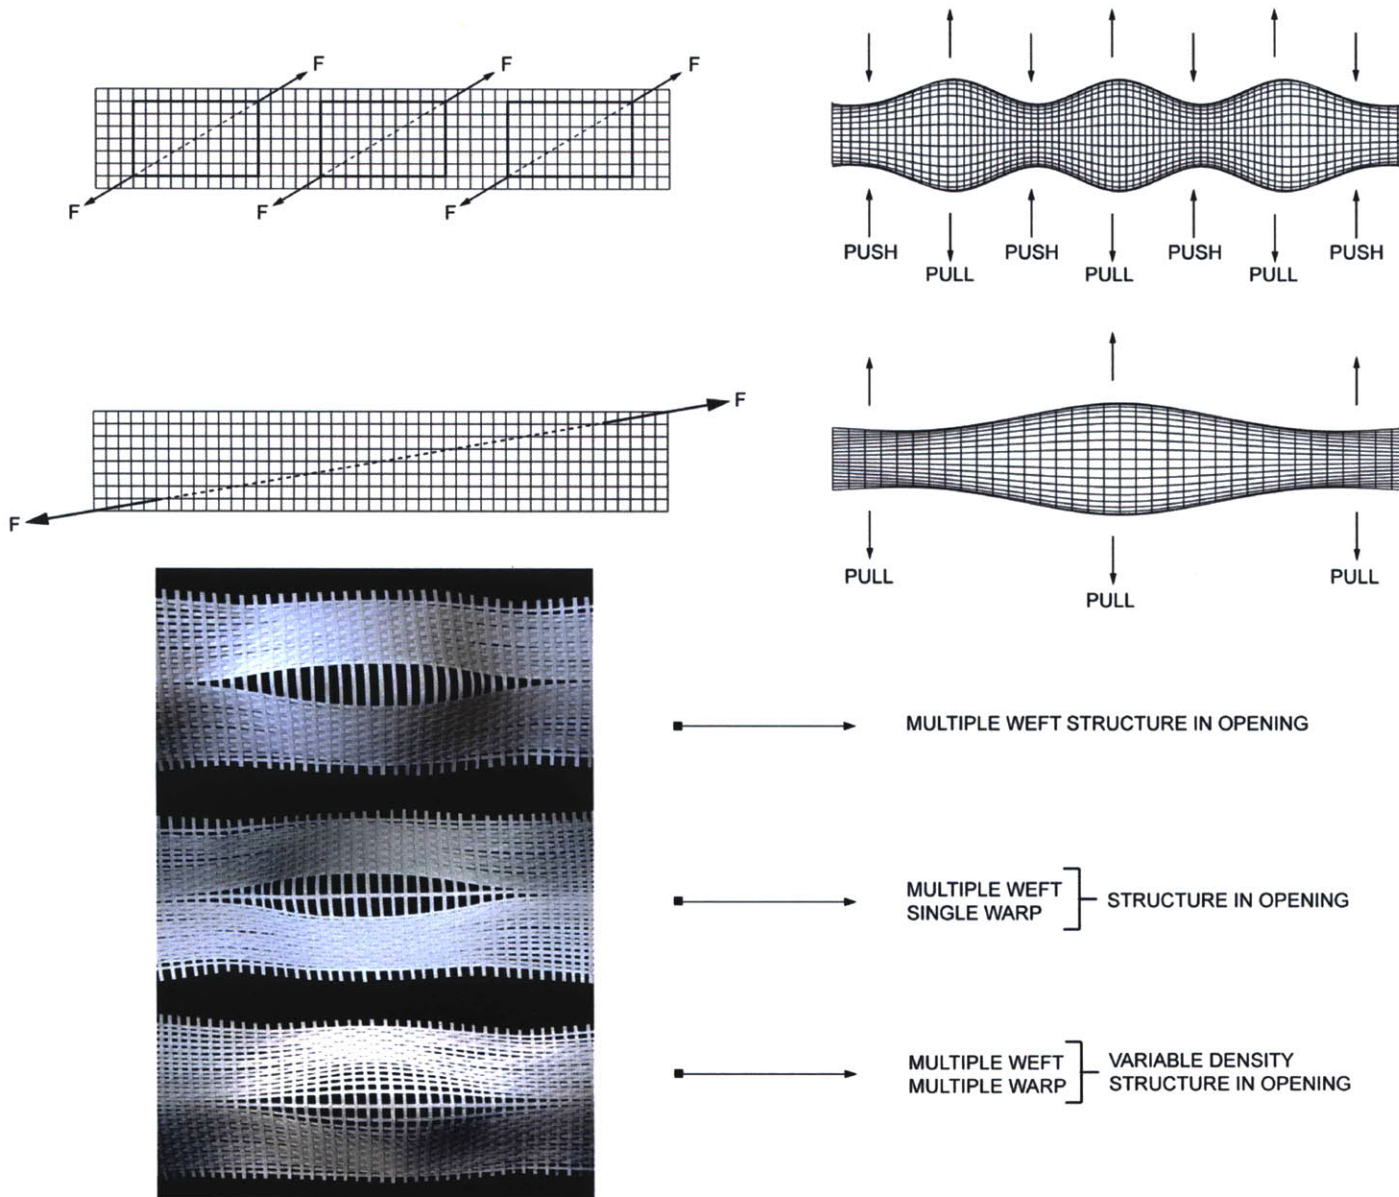 F F F
F F F
PUSH PUSH PUSH PUSH
PULL PULL PULL
F
F
PULL PULL
PULL
MULTIPLE WEFT STRUCTURE IN OPENING
MULTIPLE WEFT
SINGLE WARP
STRUCTURE IN OPENING
MULTIPLE WEFT
MULTIPLE WARP
VARIABLE DENSITY
STRUCTURE IN OPENING